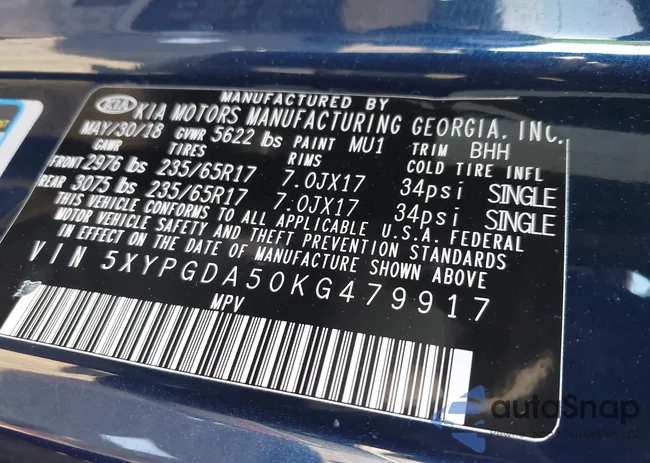 MANUFACTURED BY
KIA KIA MOTORS MANUFACTURING GEORGIA, INC.
MAY/30/18 GVWR 5622 lbs PAINT MU1 TRIM BHH
GAWR TIRES RIMS COLD TIRE INFL
FRONT 2976 lbs 235/65R17 7.0JX17 34psi SINGLE
REAR 3075 lbs 235/65R17 7.0JX17 34psi SINGLE
THIS VEHICLE CONFORMS TO ALL APPLICABLE U.S.A. FEDERAL
MOTOR VEHICLE SAFETY AND THEFT PREVENTION STANDARDS
IN EFFECT ON THE DATE OF MANUFACTURE SHOWN ABOVE
VIN 5XYPGDA50KG479917
MPV
autoSnap